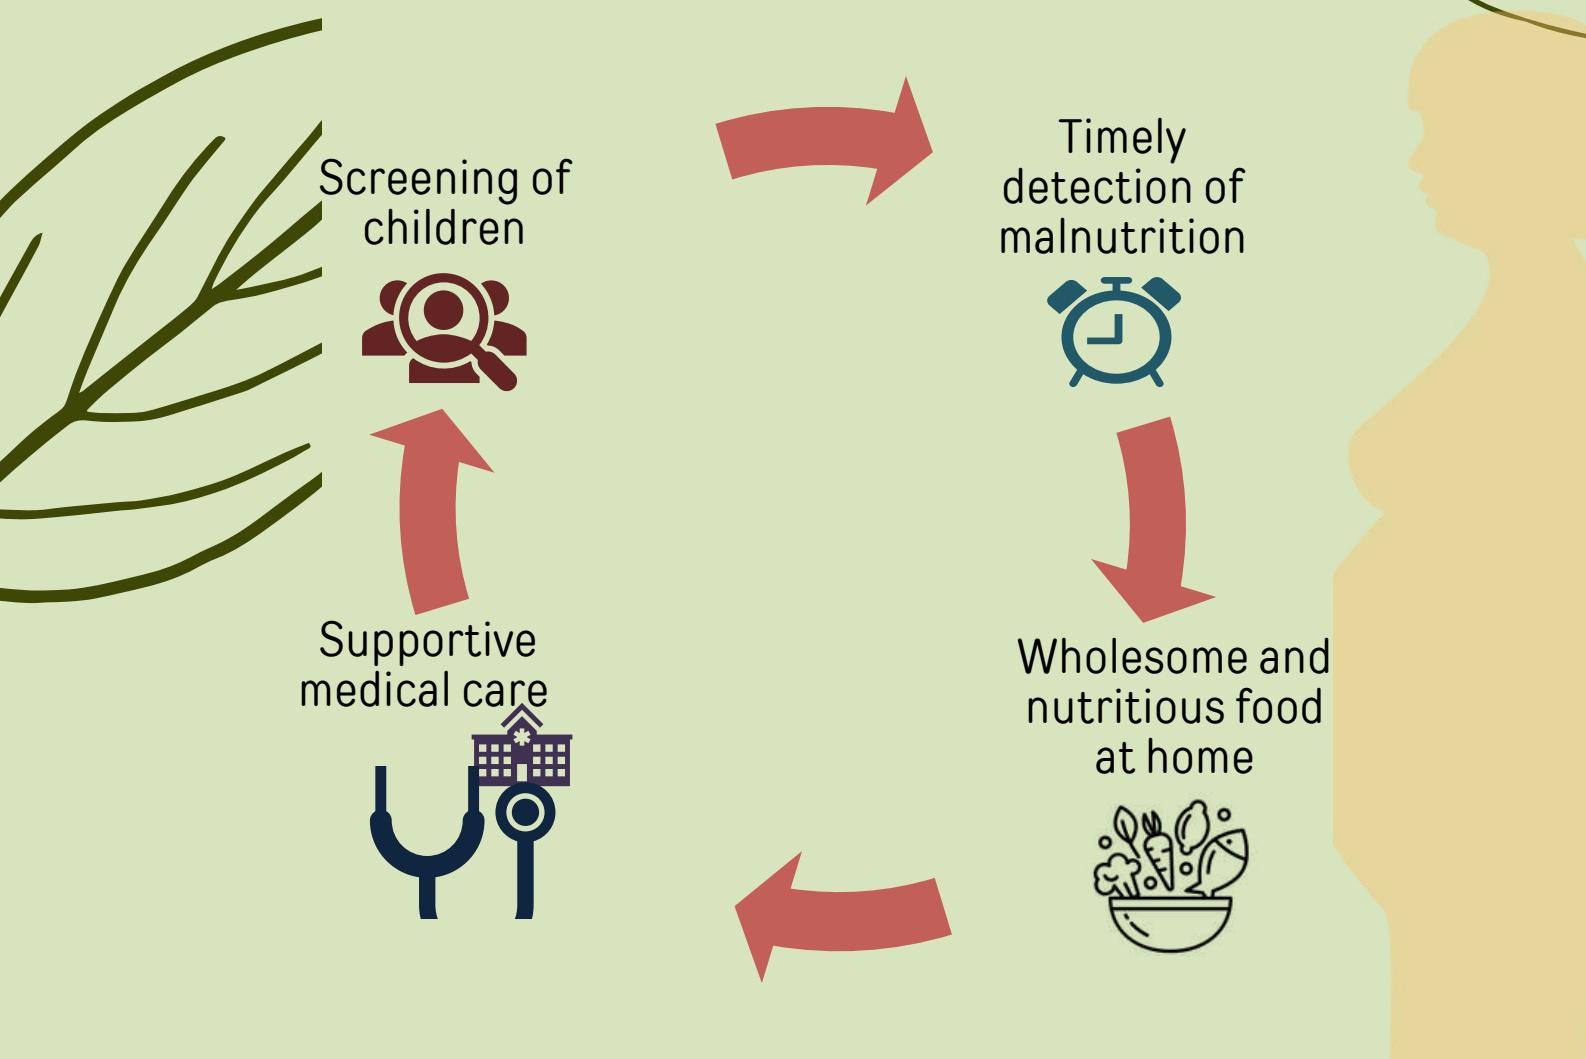 Screening of
children
Timely
detection of
malnutrition
Wholesome and
nutritious food
at home
Supportive
medical care